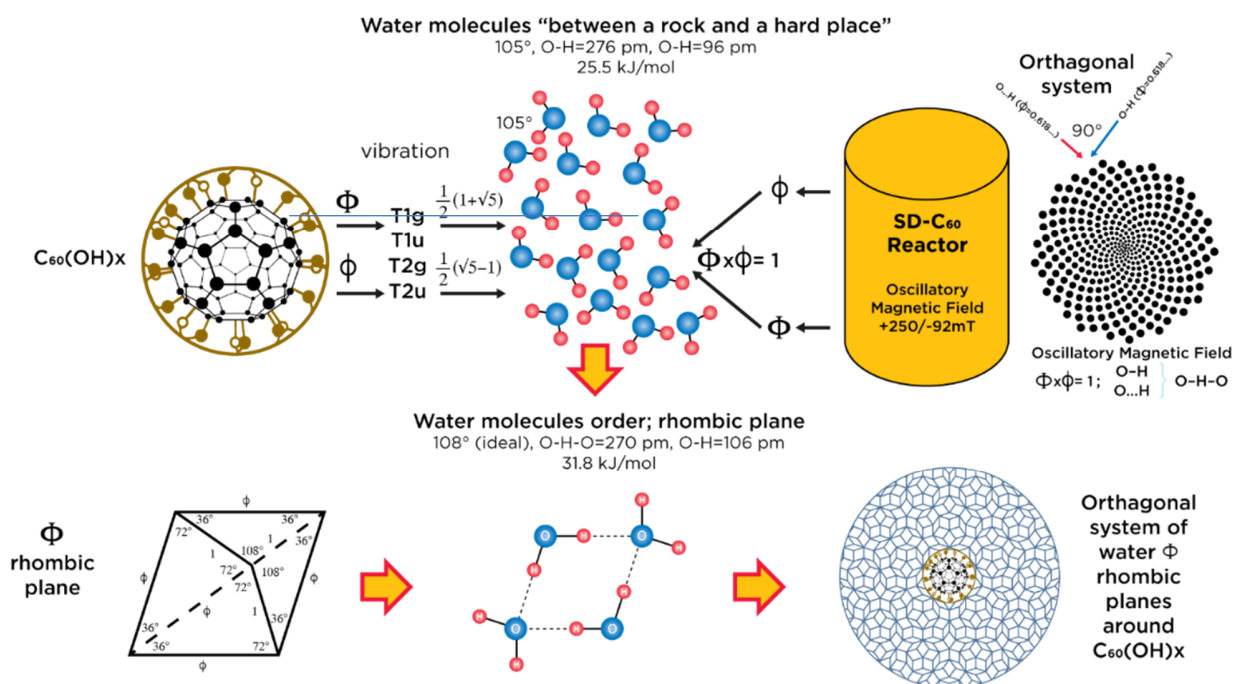 Water molecules “between a rock and a hard place”
105°, O-H=276 pm, O-H=96 pm
25.5 kJ/mol
Orthagonal
system
O...H (ϕ=0.618...)
O-H (Φ=0.618...)
90°
105°
vibration
C₆₀(OH)x
Φ
T1g
½(1+√5)
T1u
ϕ
T2g
½(√5−1)
T2u
Φxϕ= 1
ϕ
Φ
SD-C₆₀
Reactor
Oscillatory
Magnetic Field
+250/-92mT
Oscillatory Magnetic Field
Φxϕ= 1 ;
O-H
O...H
O-H-O
Water molecules order; rhombic plane
108° (ideal), O-H-O=270 pm, O-H=106 pm
31.8 kJ/mol
Φ
rhombic
plane
ϕ
36°
36°
72°
36°
1
108°
72°
108°
72°
ϕ
ϕ
ϕ
1
36°
36°
36°
72°
ϕ
H
O
H
O
H
H
H
H
O
H
O
H
Orthagonal
system of
water Φ
rhombic
planes
around
C₆₀(OH)x